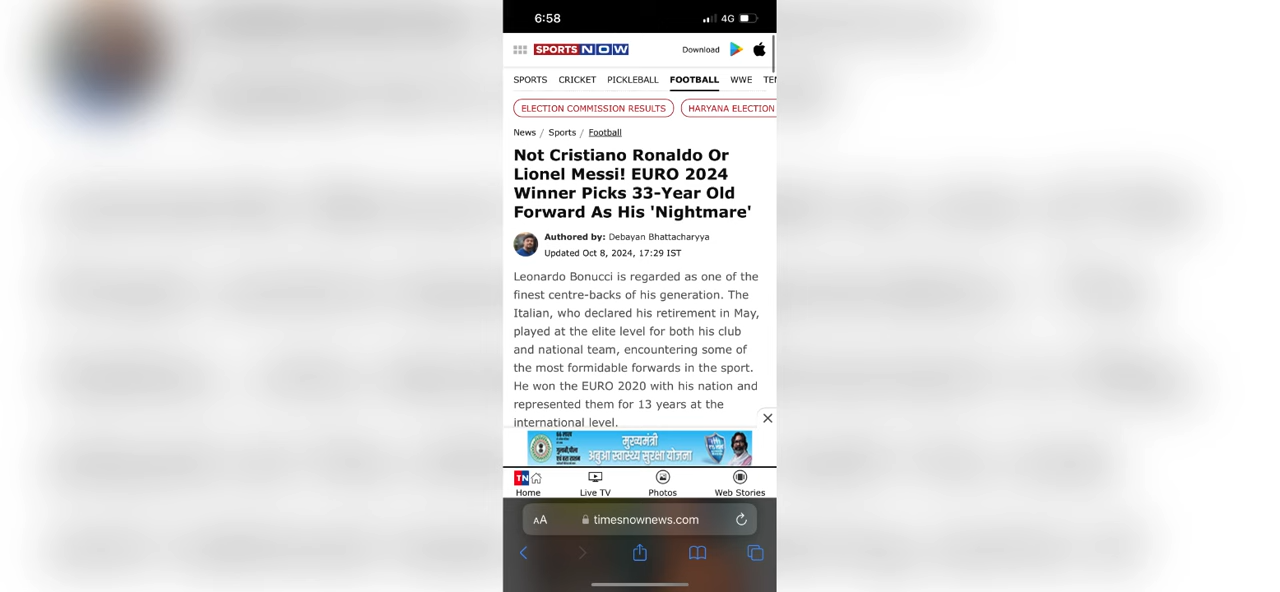 6:58
4G
SPORTS NOW
Download
SPORTS CRICKET PICKLEBALL FOOTBALL WWE TEN
ELECTION COMMISSION RESULTS HARYANA ELECTION
News / Sports / Football
Not Cristiano Ronaldo Or
Lionel Messi! EURO 2024
Winner Picks 33-Year Old
Forward As His 'Nightmare'
Authored by: Debayan Bhattacharyya
Updated Oct 8, 2024, 17:29 IST
Leonardo Bonucci is regarded as one of the
finest centre-backs of his generation. The
Italian, who declared his retirement in May,
played at the elite level for both his club
and national team, encountering some of
the most formidable forwards in the sport.
He won the EURO 2020 with his nation and
represented them for 13 years at the
international level.
मुख्यमंत्री
अबुआ स्वास्थ्य सुरक्षा योजना
TN
Home Live TV Photos Web Stories
AA timesnownews.com